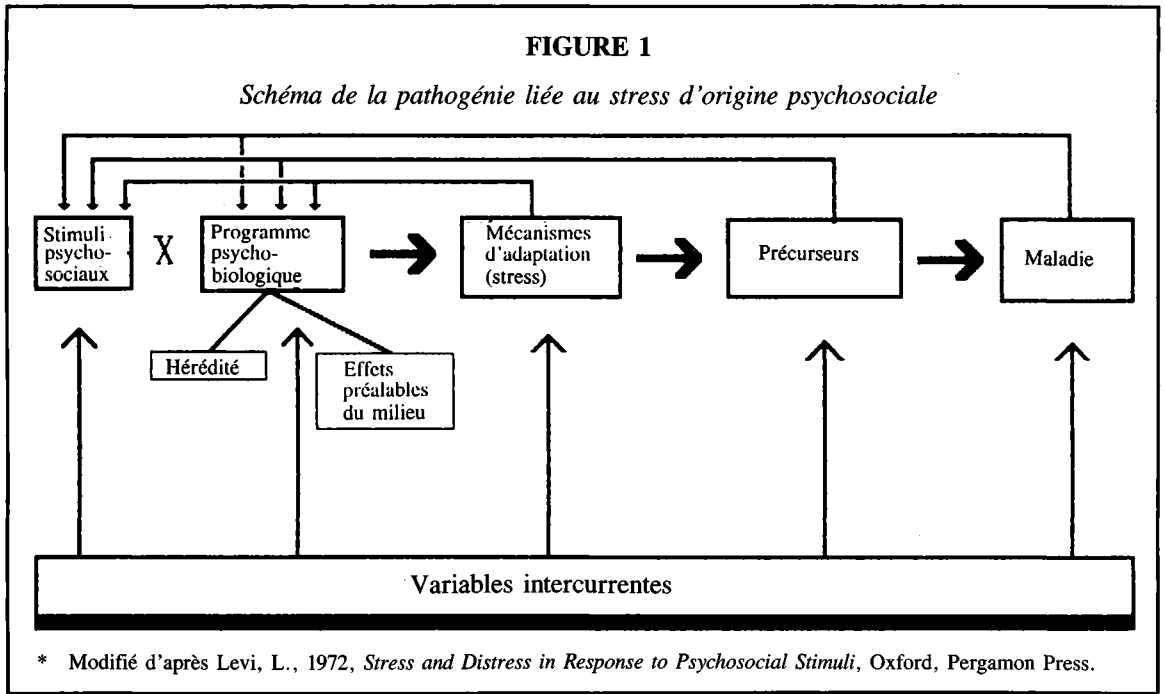 FIGURE 1
Schéma de la pathogénie liée au stress d'origine psychosociale
Stimuli
psycho-
sociaux
X
Programme
psycho-
biologique
Mécanismes
d'adaptation
(stress)
Précurseurs
Maladie
Hérédité
Effets
préalables
du milieu
Variables intercurrentes
* Modifié d'après Levi, L., 1972, Stress and Distress in Response to Psychosocial Stimuli, Oxford, Pergamon Press.